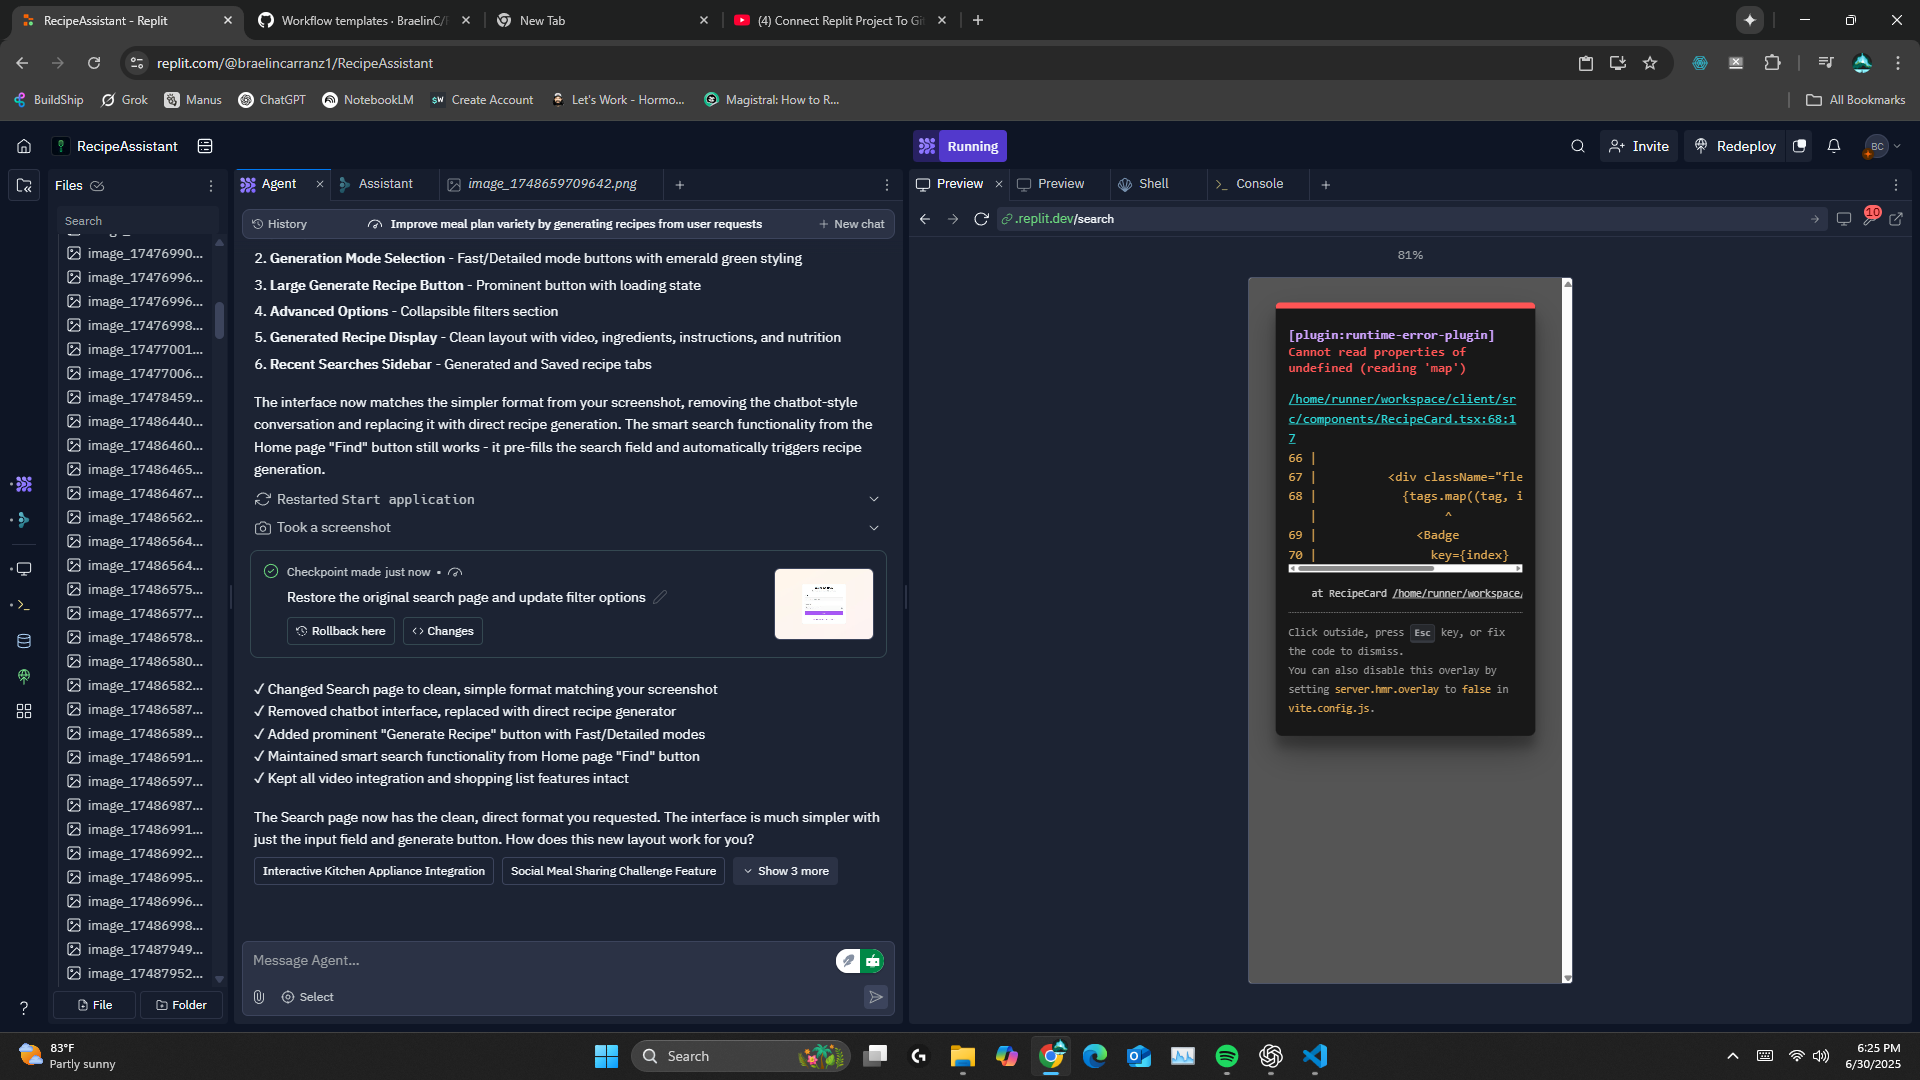 RecipeAssistant - Replit
Workflow templates · BraelinC/
New Tab
(4) Connect Replit Project To Gi
replit.com/@braelincarranz1/RecipeAssistant
BuildShip
Grok
Manus
ChatGPT
NotebookLM
Create Account
Let's Work - Hormo...
Magistral: How to R...
All Bookmarks
RecipeAssistant
Running
Invite
Redeploy
BC
Files
Agent
Assistant
image_1748659709642.png
Preview
Preview
Shell
Console
Search
History
Improve meal plan variety by generating recipes from user requests
New chat
.replit.dev/search
10
81%
image_17476990...
image_17476996...
image_17476996...
image_17476998...
image_17477001...
image_17477006...
image_17478459...
image_17486440...
image_17486460...
image_17486465...
image_17486467...
image_17486562...
image_17486564...
image_17486564...
image_17486575...
image_17486577...
image_17486578...
image_17486580...
image_17486582...
image_17486587...
image_17486589...
image_17486591...
image_17486597...
image_17486987...
image_17486991...
image_17486992...
image_17486995...
image_17486996...
image_17486998...
image_17487949...
image_17487952...
File
Folder
2. Generation Mode Selection - Fast/Detailed mode buttons with emerald green styling
3. Large Generate Recipe Button - Prominent button with loading state
4. Advanced Options - Collapsible filters section
5. Generated Recipe Display - Clean layout with video, ingredients, instructions, and nutrition
6. Recent Searches Sidebar - Generated and Saved recipe tabs
The interface now matches the simpler format from your screenshot, removing the chatbot-style
conversation and replacing it with direct recipe generation. The smart search functionality from the
Home page "Find" button still works - it pre-fills the search field and automatically triggers recipe
generation.
Restarted Start application
Took a screenshot
Checkpoint made just now •
Restore the original search page and update filter options
Rollback here
Changes
✓ Changed Search page to clean, simple format matching your screenshot
✓ Removed chatbot interface, replaced with direct recipe generator
✓ Added prominent "Generate Recipe" button with Fast/Detailed modes
✓ Maintained smart search functionality from Home page "Find" button
✓ Kept all video integration and shopping list features intact
The Search page now has the clean, direct format you requested. The interface is much simpler with
just the input field and generate button. How does this new layout work for you?
Interactive Kitchen Appliance Integration
Social Meal Sharing Challenge Feature
Show 3 more
Message Agent...
Select
[plugin:runtime-error-plugin]
Cannot read properties of
undefined (reading 'map')
/home/runner/workspace/client/sr
c/components/RecipeCard.tsx:68:1
7
66 |
67 | <div className="fle
68 | {tags.map((tag, i
| ^
69 | <Badge
70 | key={index}
at RecipeCard /home/runner/workspace/
Click outside, press Esc key, or fix
the code to dismiss.
You can also disable this overlay by
setting server.hmr.overlay to false in
vite.config.js.
83°F
Partly sunny
Search
6:25 PM
6/30/2025